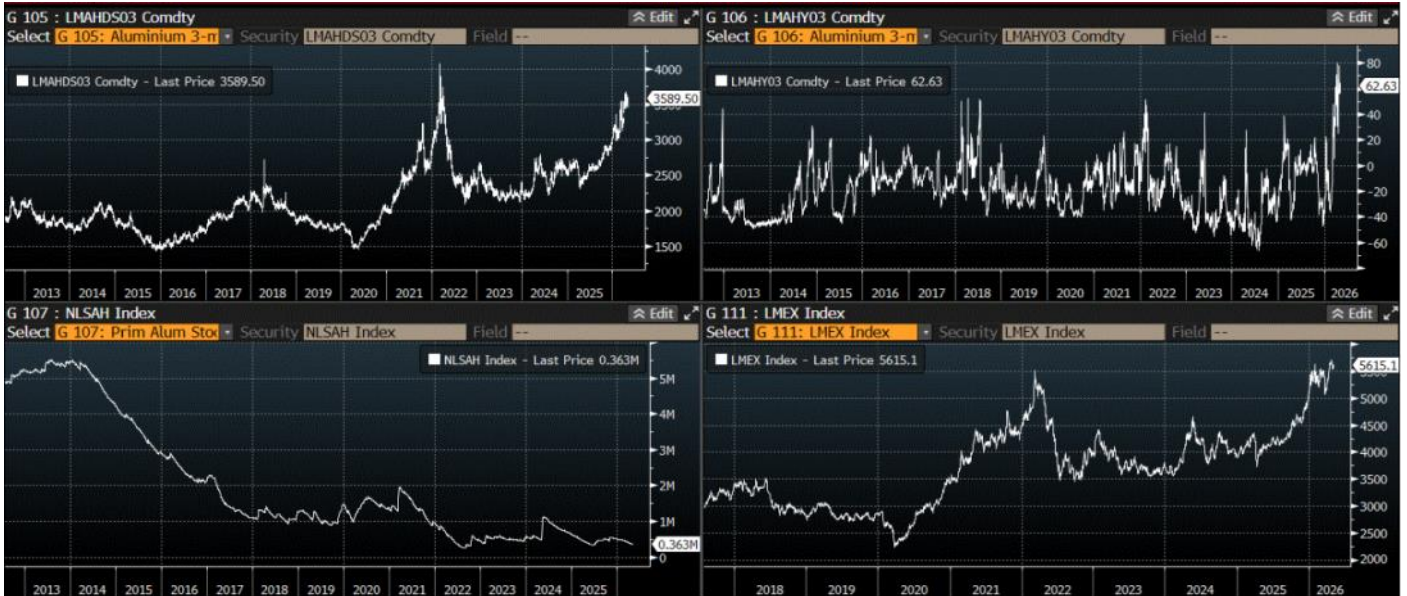 G 105 : LMAHDS03 Comdty
Edit
Select G 105: Aluminium 3-m Security LMAHDS03 Comdty Field --
LMAHDS03 Comdty - Last Price 3589.50
4000
3589.50
3500
3000
2500
2000
1500
2013 2014 2015 2016 2017 2018 2019 2020 2021 2022 2023 2024 2025
G 106 : LMAHY03 Comdty
Edit
Select G 106: Aluminium 3-m Security LMAHY03 Comdty Field --
LMAHY03 Comdty - Last Price 62.63
80
62.63
40
20
0
-20
-40
-60
2013 2014 2015 2016 2017 2018 2019 2020 2021 2022 2023 2024 2025 2026
G 107 : NLSAH Index
Edit
Select G 107: Prim Alum Stoc Security NLSAH Index Field --
NLSAH Index - Last Price 0.363M
5M
4M
3M
2M
1M
0.363M
0
2013 2014 2015 2016 2017 2018 2019 2020 2021 2022 2023 2024 2025
G 111 : LMEX Index
Edit
Select G 111: LMEX Index Security LMEX Index Field --
LMEX Index - Last Price 5615.1
5615.1
5500
5000
4500
4000
3500
3000
2500
2000
2018 2019 2020 2021 2022 2023 2024 2025 2026